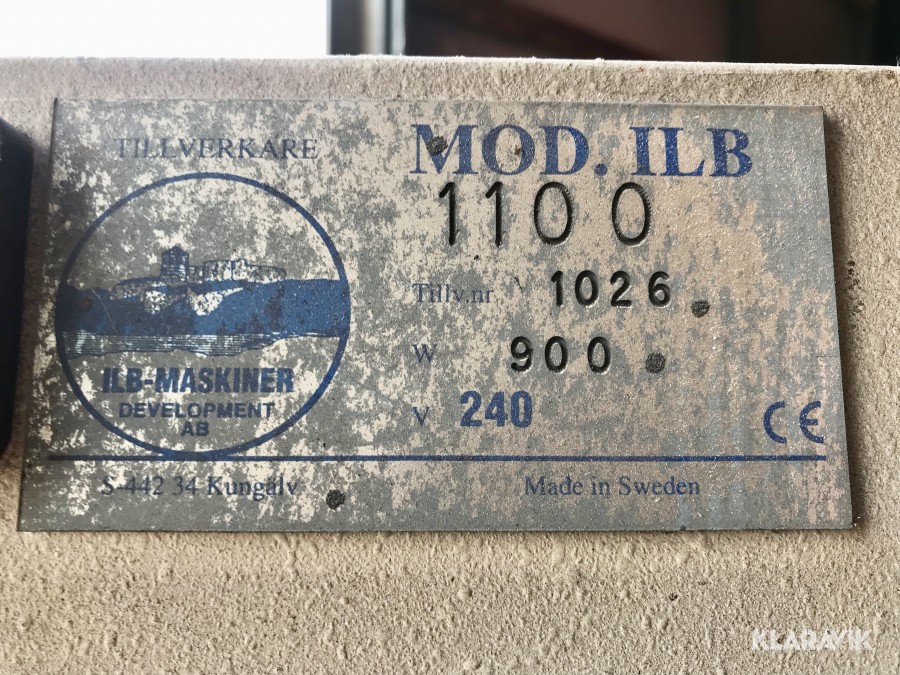 TILLVERKARE
ILB-MASKINER
DEVELOPMENT
AB
MOD. ILB
1100
Tillv.nr 1026
W 900
V 240
CE
S-442 34 Kungälv
Made in Sweden
KLARAVIK